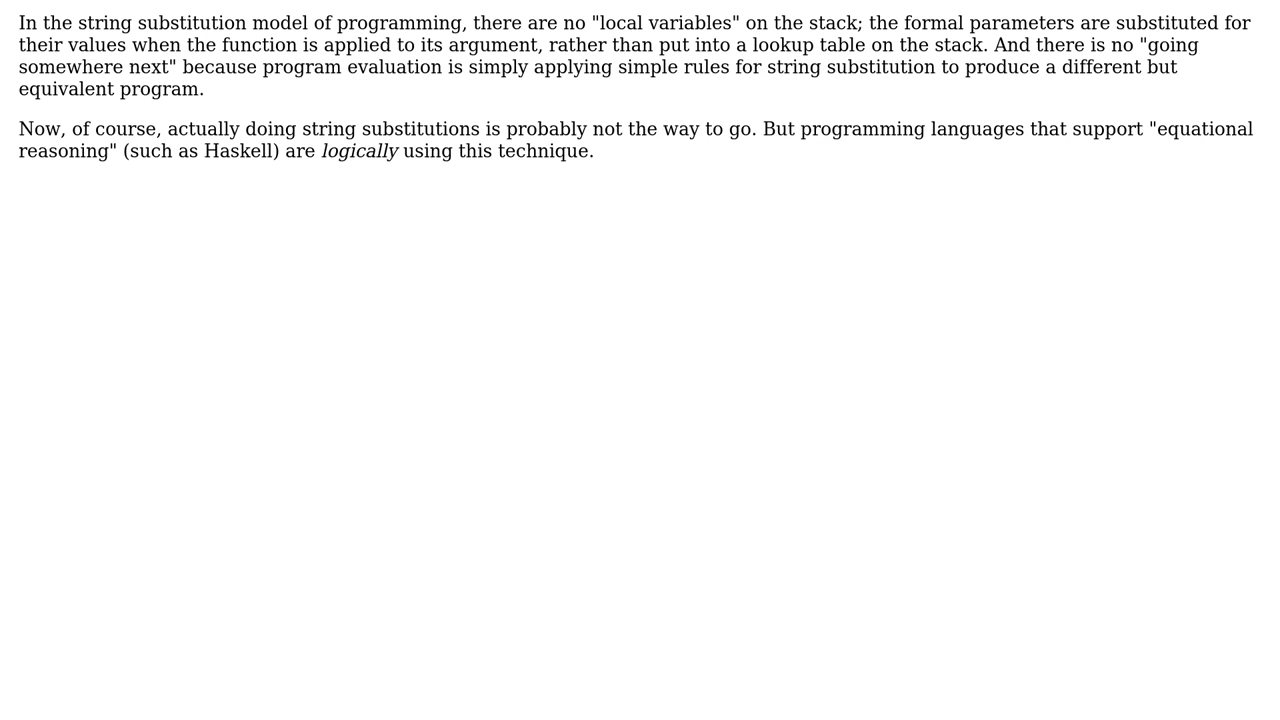 In the string substitution model of programming, there are no "local variables" on the stack; the formal parameters are substituted for
their values when the function is applied to its argument, rather than put into a lookup table on the stack. And there is no "going
somewhere next" because program evaluation is simply applying simple rules for string substitution to produce a different but
equivalent program.
Now, of course, actually doing string substitutions is probably not the way to go. But programming languages that support "equational
reasoning" (such as Haskell) are logically using this technique.